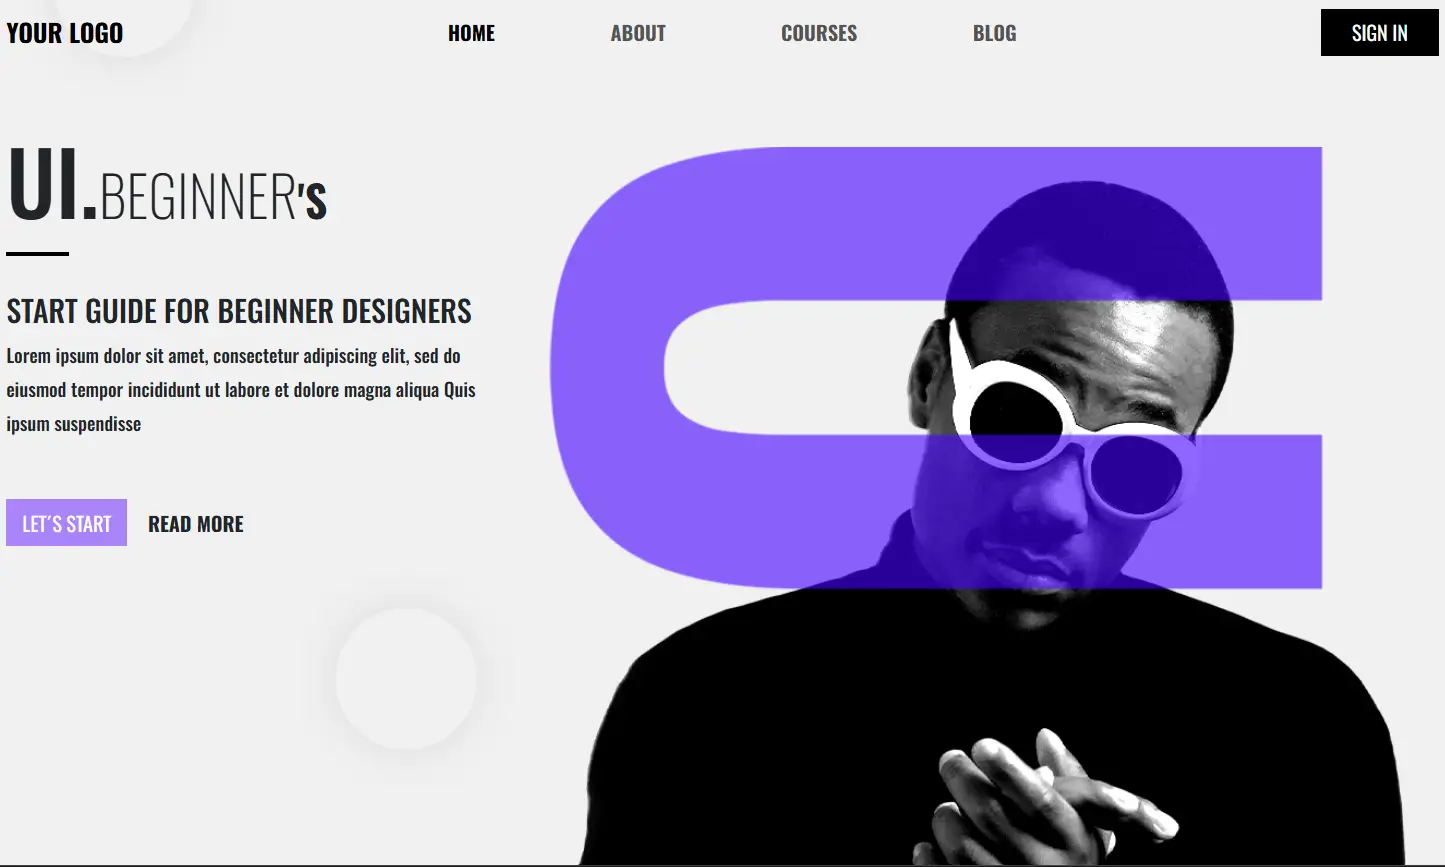 YOUR LOGO
HOME
ABOUT
COURSES
BLOG
SIGN IN
UI.BEGINNER'S
START GUIDE FOR BEGINNER DESIGNERS
Lorem ipsum dolor sit amet, consectetur adipiscing elit, sed do
eiusmod tempor incididunt ut labore et dolore magna aliqua Quis
ipsum suspendisse
LET´S START
READ MORE